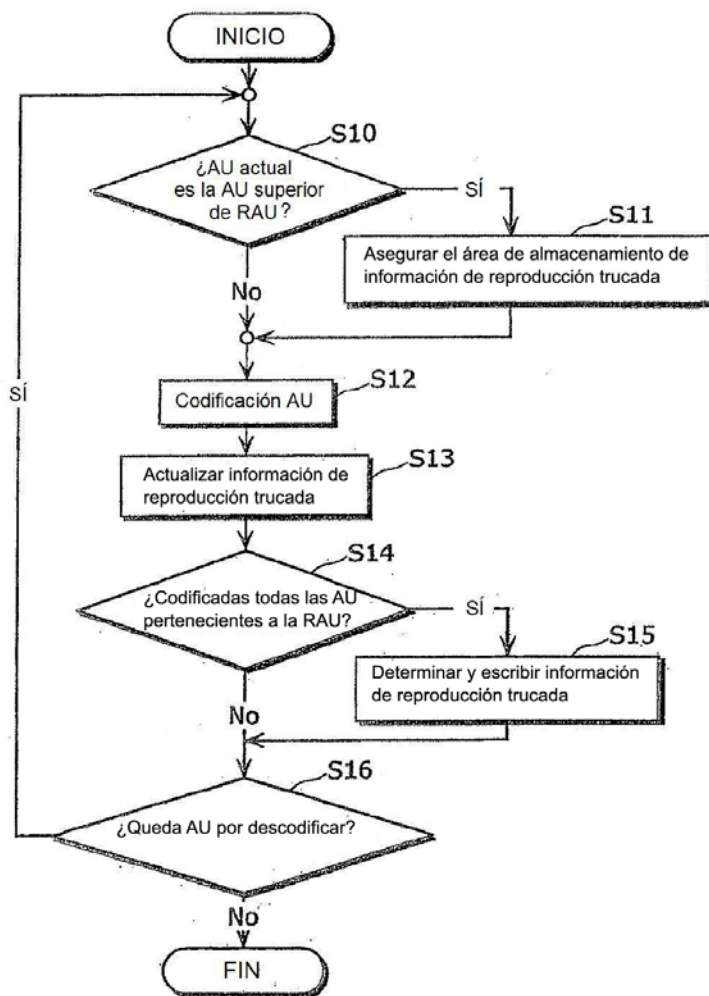 INICIO
S10
¿AU actual
es la AU superior
de RAU?
SÍ
S11
Asegurar el área de almacenamiento de
información de reproducción trucada
No
SÍ
S12
Codificación AU
S13
Actualizar información de
reproducción trucada
S14
¿Codificadas todas las AU
pertenecientes a la RAU?
SÍ
S15
Determinar y escribir información
de reproducción trucada
No
S16
¿Queda AU por descodificar?
No
FIN